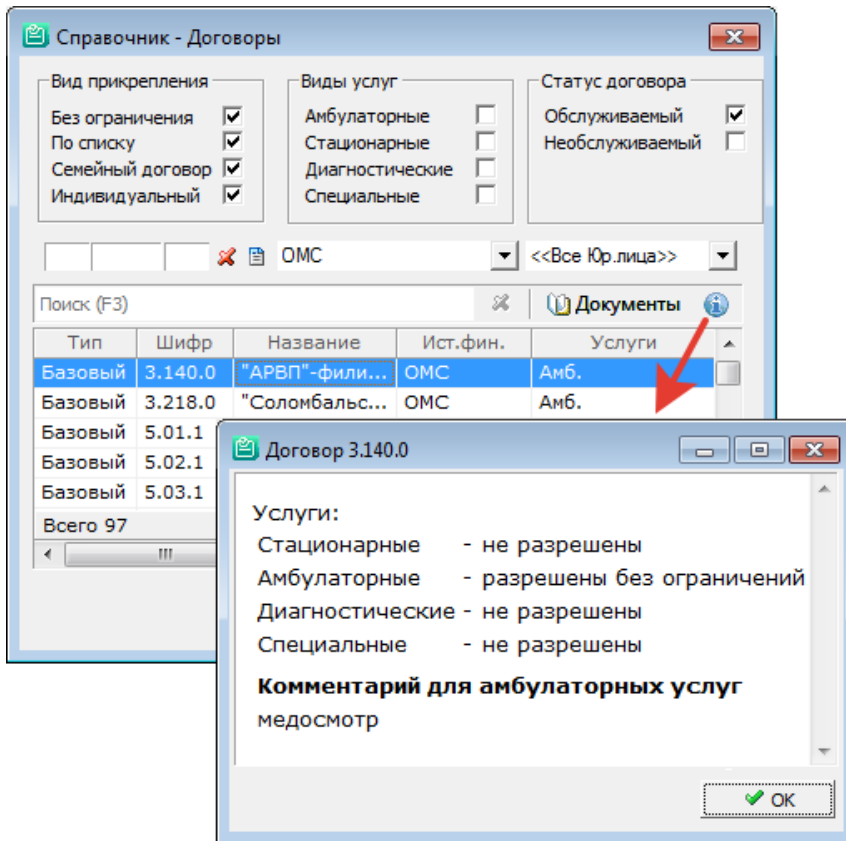 Справочник - Договоры
Вид прикрепления
Без ограничения
По списку
Семейный договор
Индивидуальный
Виды услуг
Амбулаторные
Стационарные
Диагностические
Специальные
Статус договора
Обслуживаемый
Необслуживаемый
ОМС <<Все Юр.лица>>
Поиск (F3) Документы
Тип Шифр Название Ист.фин. Услуги
Базовый 3.140.0 "АРВП"-фили... ОМС Амб.
Базовый 3.218.0 "Соломбальс... ОМС Амб.
Базовый 5.01.1
Базовый 5.02.1
Базовый 5.03.1
Всего 97
Договор 3.140.0
Услуги:
Стационарные - не разрешены
Амбулаторные - разрешены без ограничений
Диагностические - не разрешены
Специальные - не разрешены
Комментарий для амбулаторных услуг
медосмотр
ОК